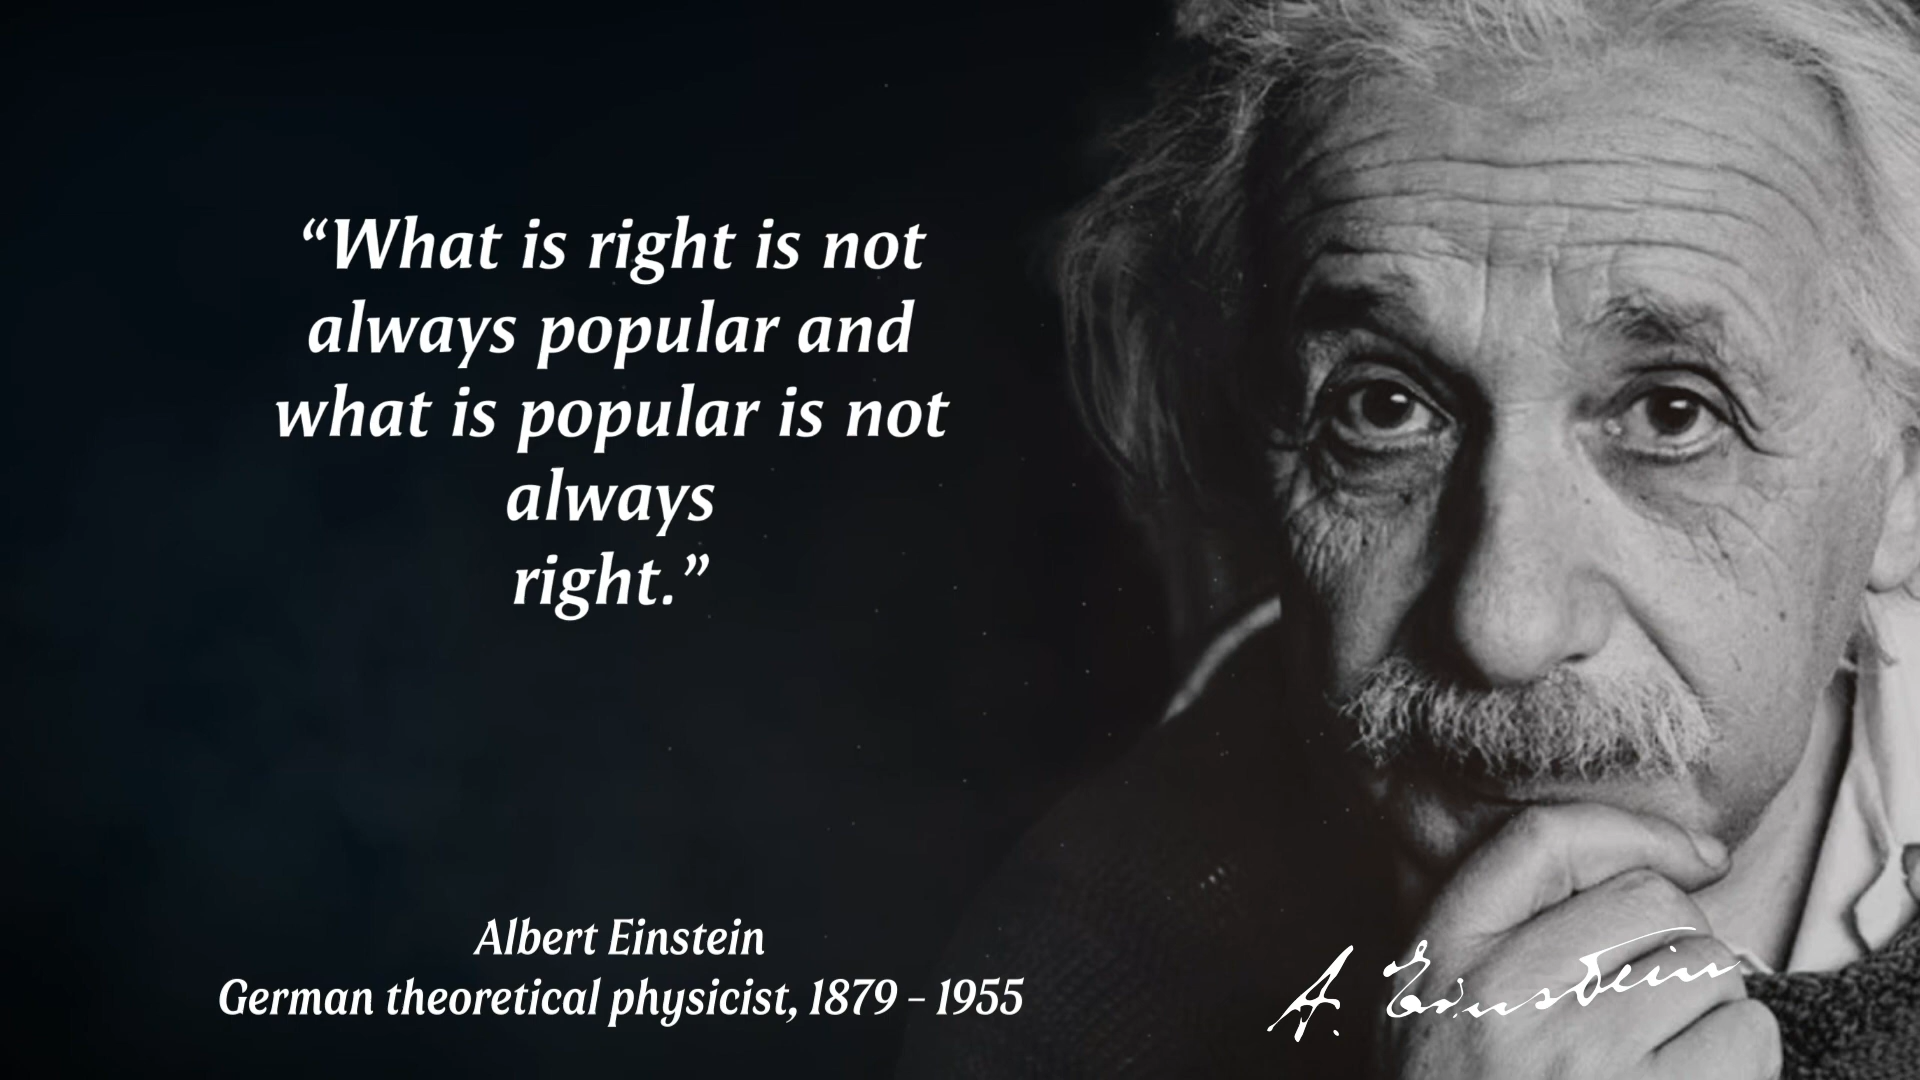 “What is right is not
always popular and
what is popular is not
always
right.”
Albert Einstein
German theoretical physicist, 1879 – 1955
A. Einstein